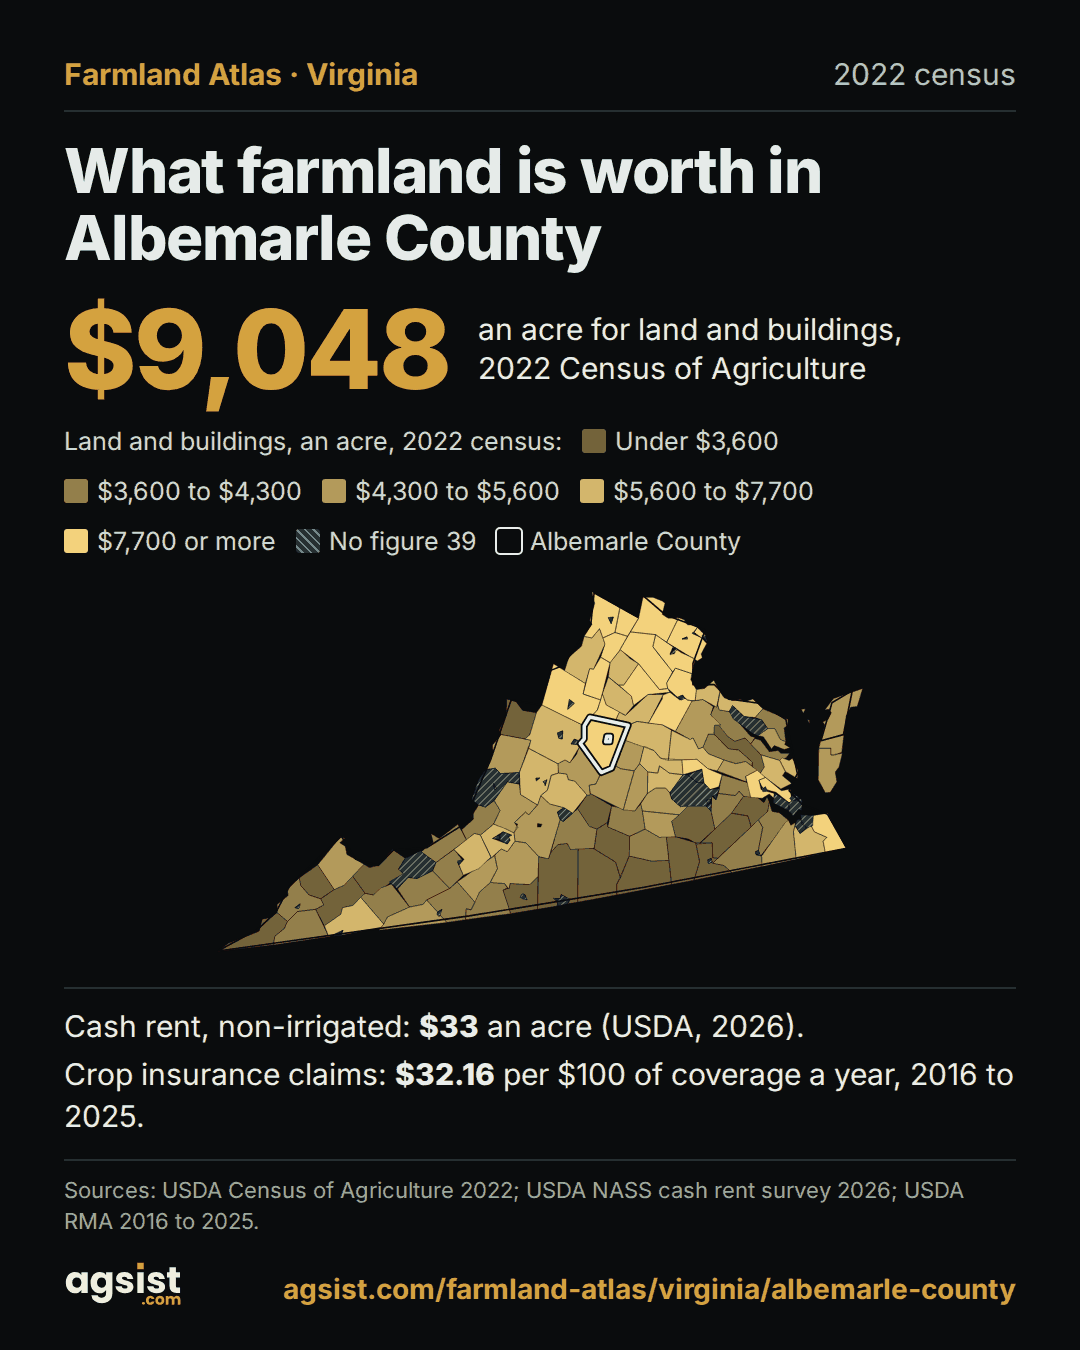 Farmland Atlas · Virginia
2022 census
What farmland is worth in
Albemarle County
$9,048
an acre for land and buildings,
2022 Census of Agriculture
Land and buildings, an acre, 2022 census: Under $3,600
$3,600 to $4,300 $4,300 to $5,600 $5,600 to $7,700
$7,700 or more No figure 39 Albemarle County
Cash rent, non-irrigated: $33 an acre (USDA, 2026).
Crop insurance claims: $32.16 per $100 of coverage a year, 2016 to
2025.
Sources: USDA Census of Agriculture 2022; USDA NASS cash rent survey 2026; USDA
RMA 2016 to 2025.
agsist
.com
agsist.com/farmland-atlas/virginia/albemarle-county